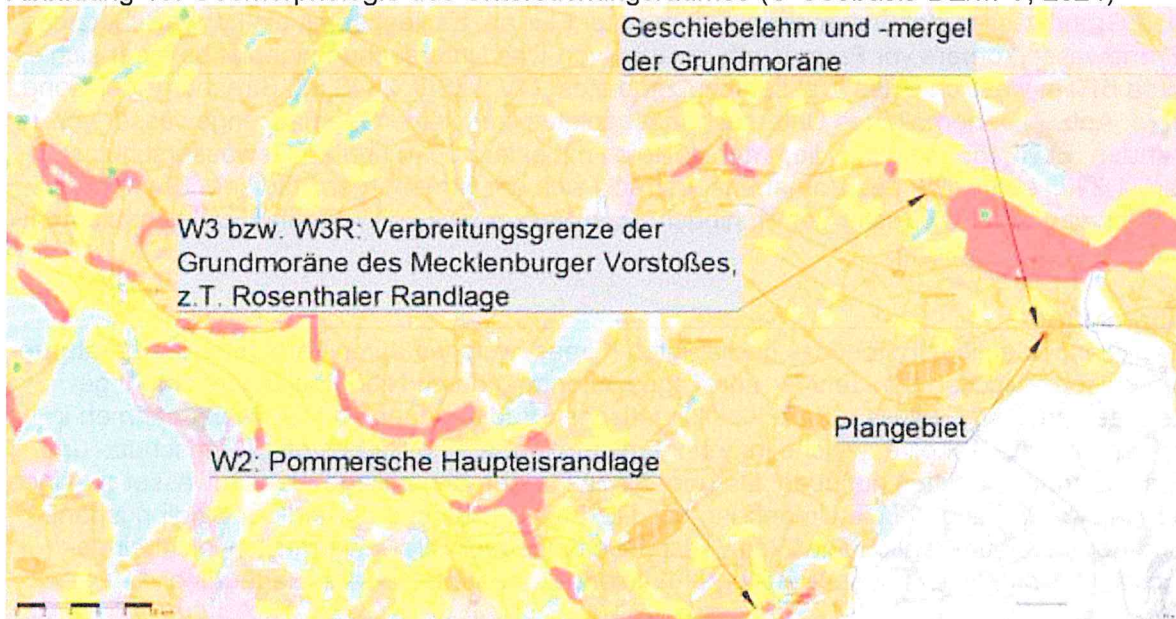 Geschiebelehm und -mergel
der Grundmoräne
W3 bzw. W3R: Verbreitungsgrenze der
Grundmoräne des Mecklenburger Vorstoßes,
z.T. Rosenthaler Randlage
Plangebiet
W2: Pommersche Haupteisrandlage